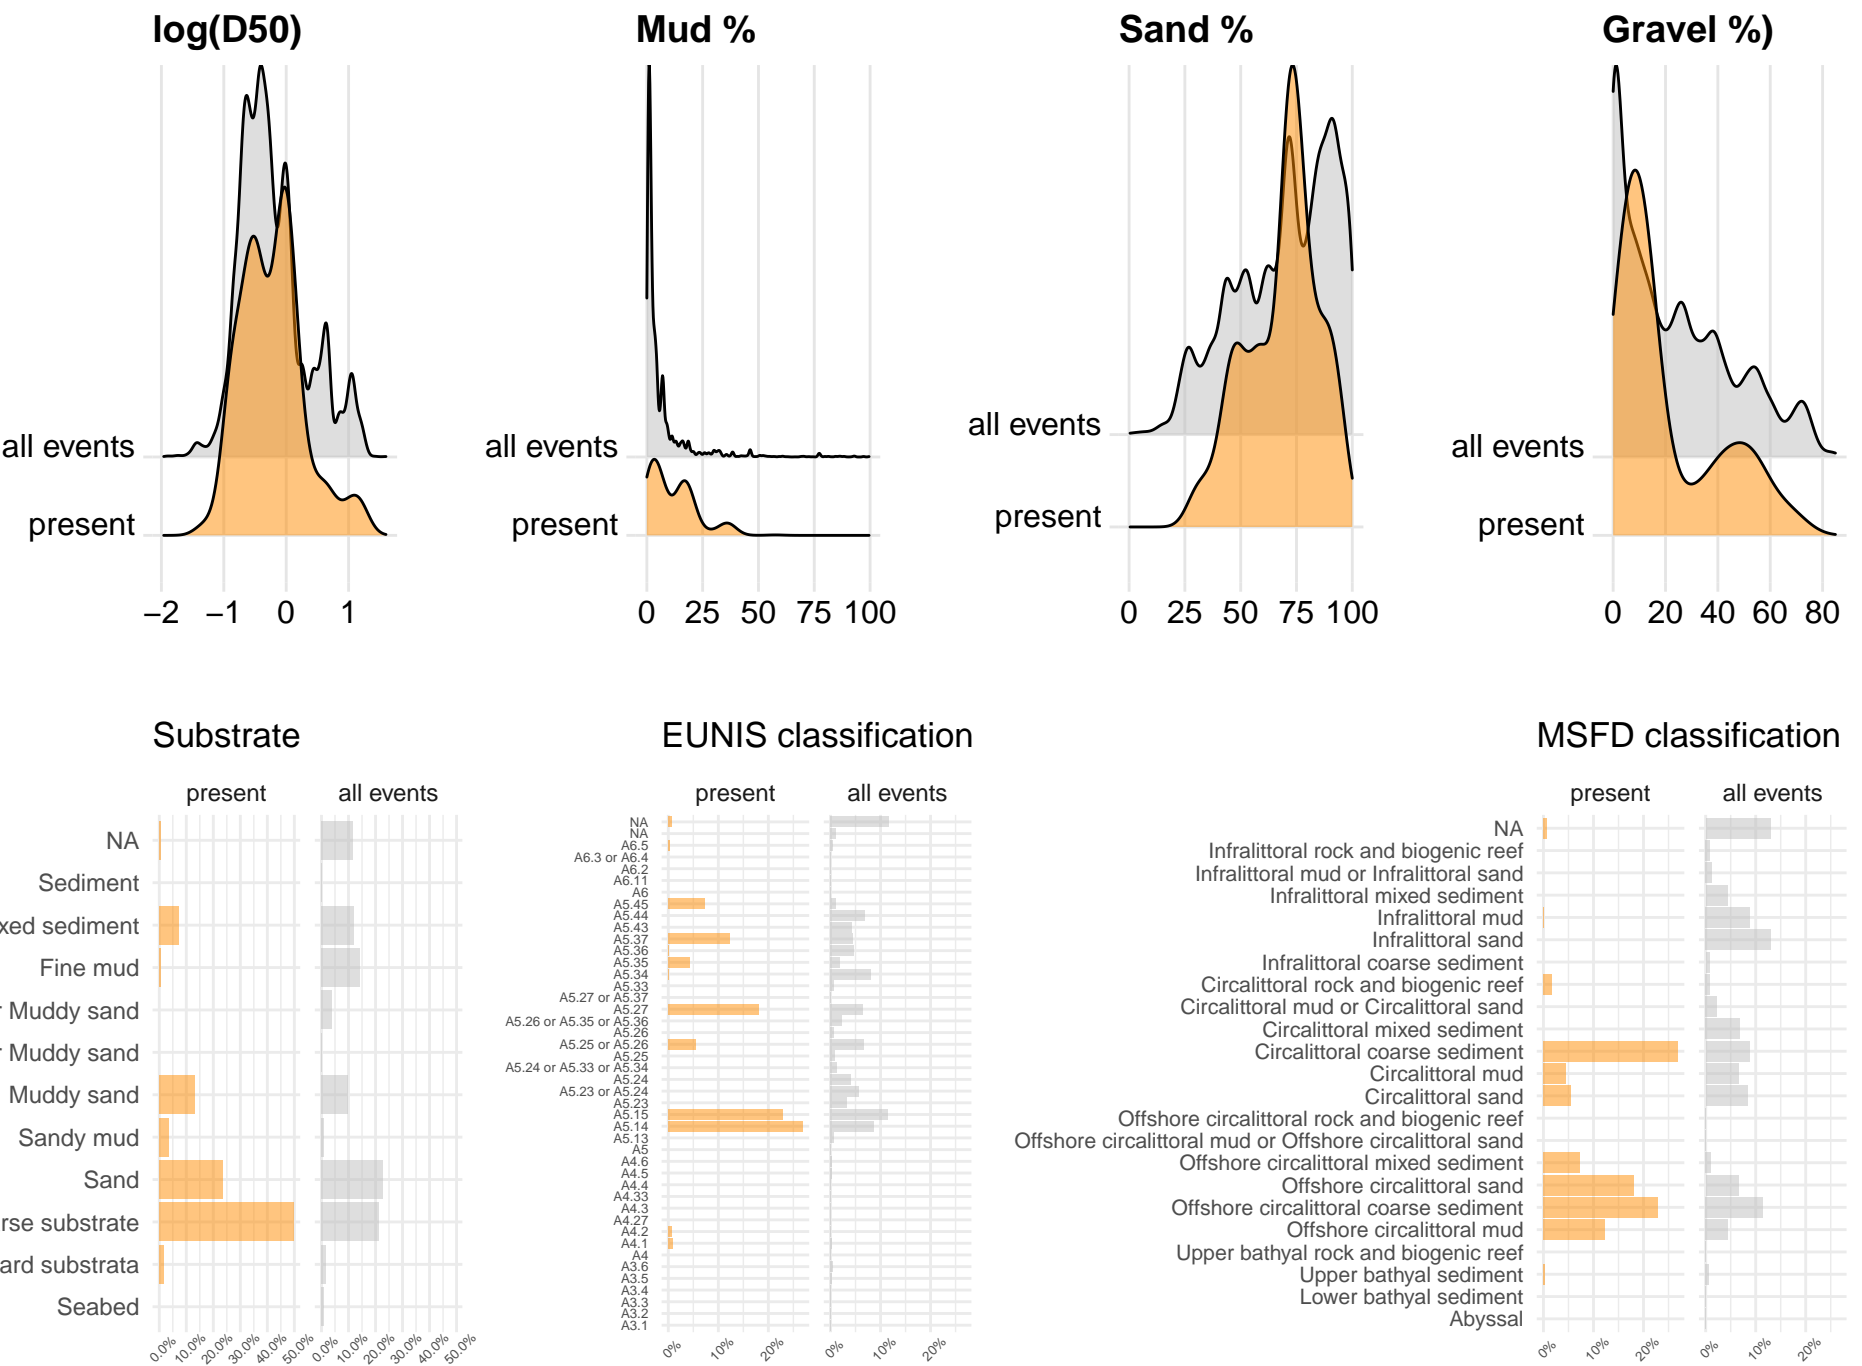 log(D50)
Mud %
Sand %
Gravel %)
all events
present
−2 −1 0 1
all events
present
0 25 50 75 100
all events
present
0 25 50 75 100
all events
present
0 20 40 60 80
Substrate
present all events
NA
Sediment
xed sediment
Fine mud
r Muddy sand
r Muddy sand
Muddy sand
Sandy mud
Sand
rse substrate
ard substrata
Seabed
0.0% 10.0% 20.0% 30.0% 40.0% 50.0% 0.0% 10.0% 20.0% 30.0% 40.0% 50.0%
EUNIS classification
present all events
NA
NA
A6.5
A6.3 or A6.4
A6.2
A6.11
A6
A5.45
A5.44
A5.43
A5.37
A5.36
A5.35
A5.34
A5.33
A5.27 or A5.37
A5.27
A5.26 or A5.35 or A5.36
A5.26
A5.25 or A5.26
A5.25
A5.24 or A5.33 or A5.34
A5.24
A5.23 or A5.24
A5.23
A5.15
A5.14
A5.13
A5
A4.6
A4.5
A4.4
A4.33
A4.3
A4.27
A4.2
A4.1
A4
A3.6
A3.5
A3.4
A3.3
A3.2
A3.1
0% 10% 20% 0% 10% 20%
MSFD classification
present all events
NA
Infralittoral rock and biogenic reef
Infralittoral mud or Infralittoral sand
Infralittoral mixed sediment
Infralittoral mud
Infralittoral sand
Infralittoral coarse sediment
Circalittoral rock and biogenic reef
Circalittoral mud or Circalittoral sand
Circalittoral mixed sediment
Circalittoral coarse sediment
Circalittoral mud
Circalittoral sand
Offshore circalittoral rock and biogenic reef
Offshore circalittoral mud or Offshore circalittoral sand
Offshore circalittoral mixed sediment
Offshore circalittoral sand
Offshore circalittoral coarse sediment
Offshore circalittoral mud
Upper bathyal rock and biogenic reef
Upper bathyal sediment
Lower bathyal sediment
Abyssal
0% 10% 20% 0% 10% 20%